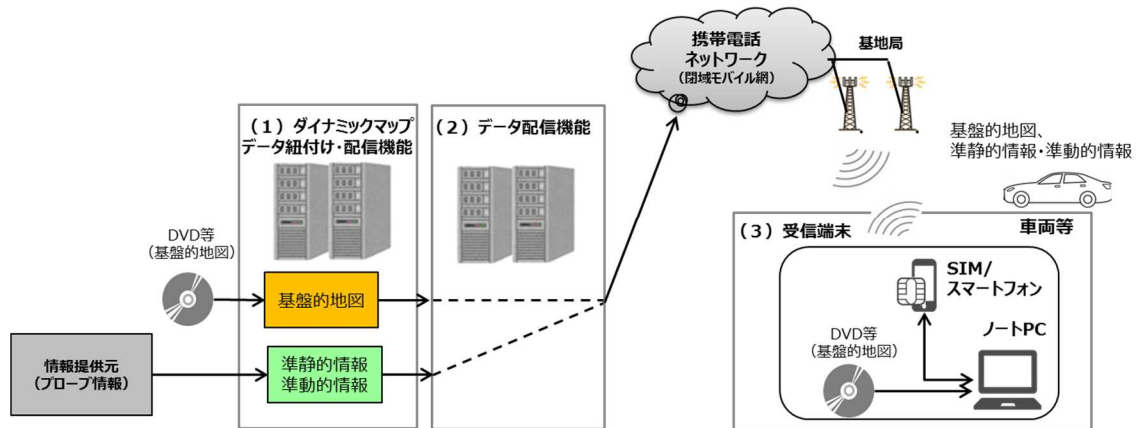 携帯電話
ネットワーク
（閉域モバイル網）
基地局
（１）ダイナミックマップ
データ紐付け・配信機能
（２）データ配信機能
基盤的地図、
準静的情報・準動的情報
DVD等
（基盤的地図）
基盤的地図
情報提供元
（プローブ情報）
準静的情報
準動的情報
（３）受信端末
車両等
SIM/
スマートフォン
ノートPC
DVD等
（基盤的地図）